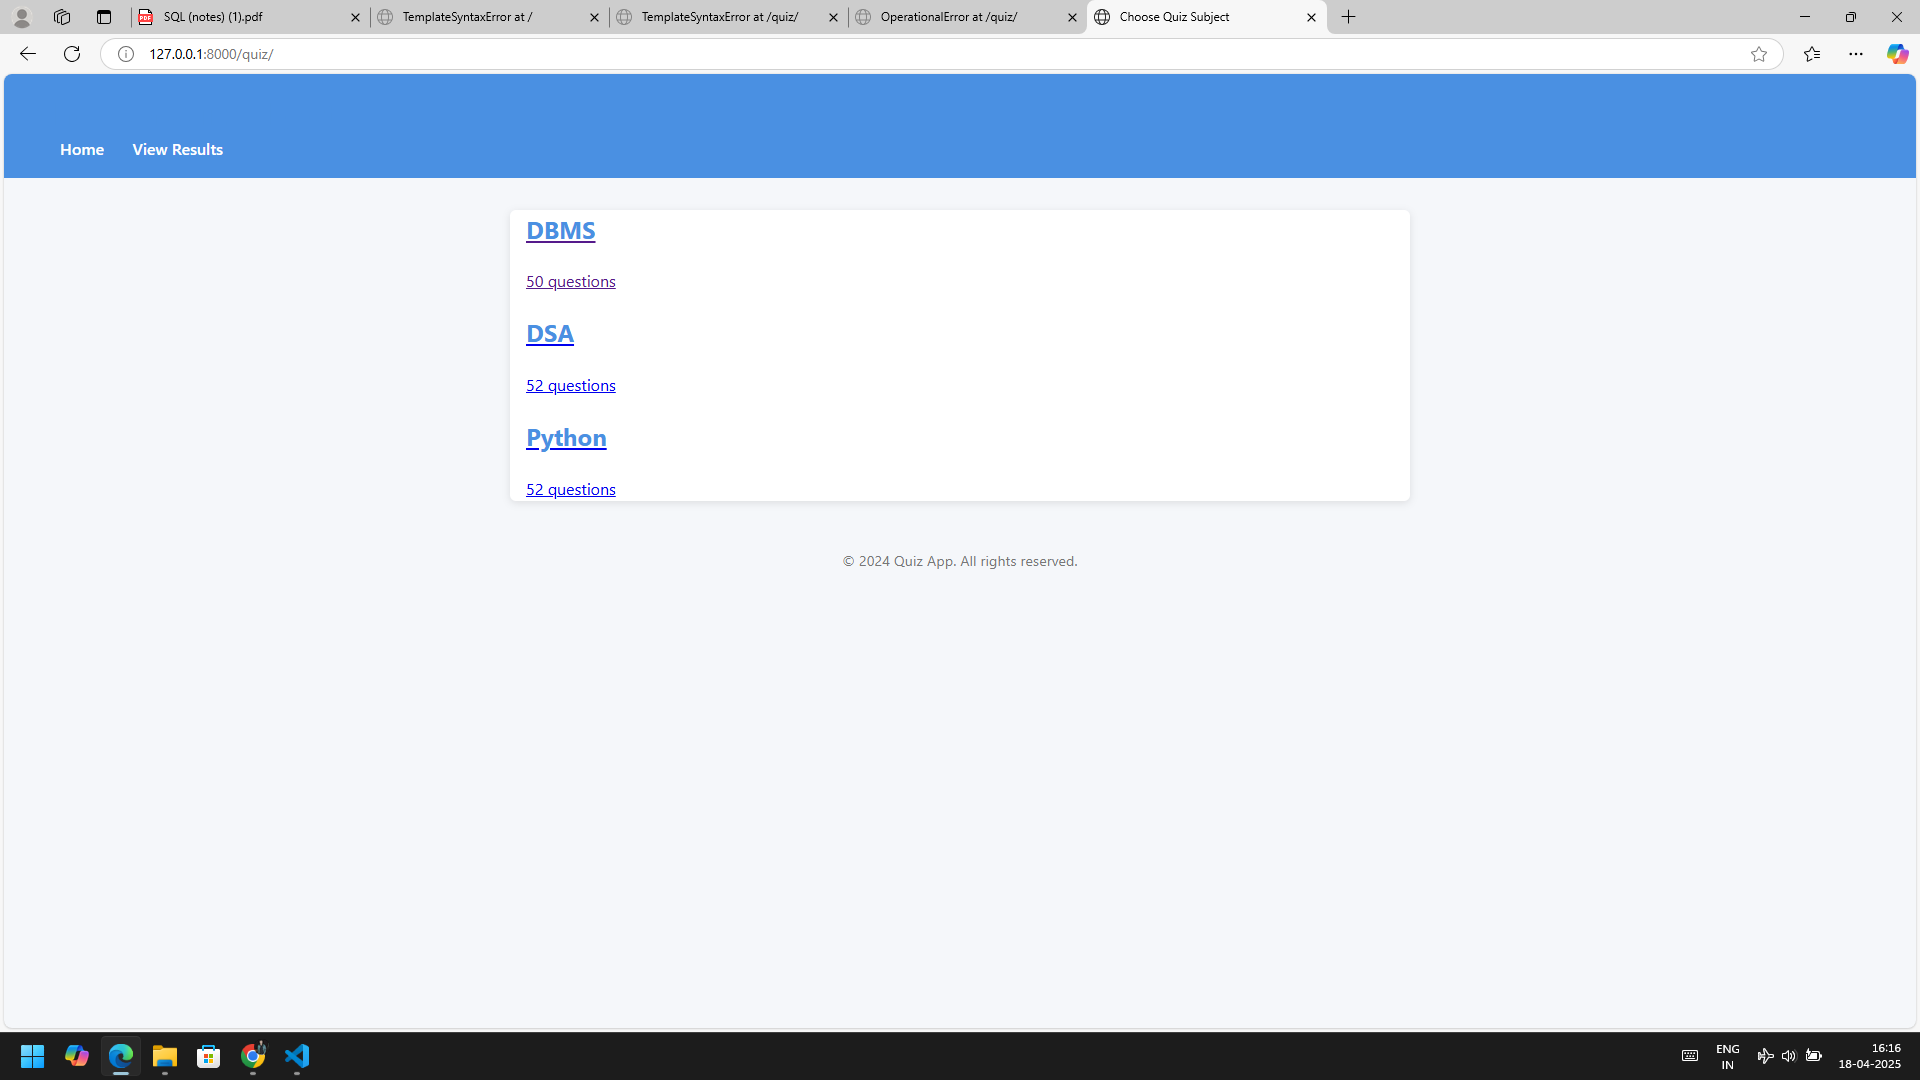 SQL (notes) (1).pdf
TemplateSyntaxError at /
TemplateSyntaxError at /quiz/
OperationalError at /quiz/
Choose Quiz Subject
127.0.0.1:8000/quiz/
Home
View Results
DBMS
50 questions
DSA
52 questions
Python
52 questions
© 2024 Quiz App. All rights reserved.
ENG
IN
16:16
18-04-2025